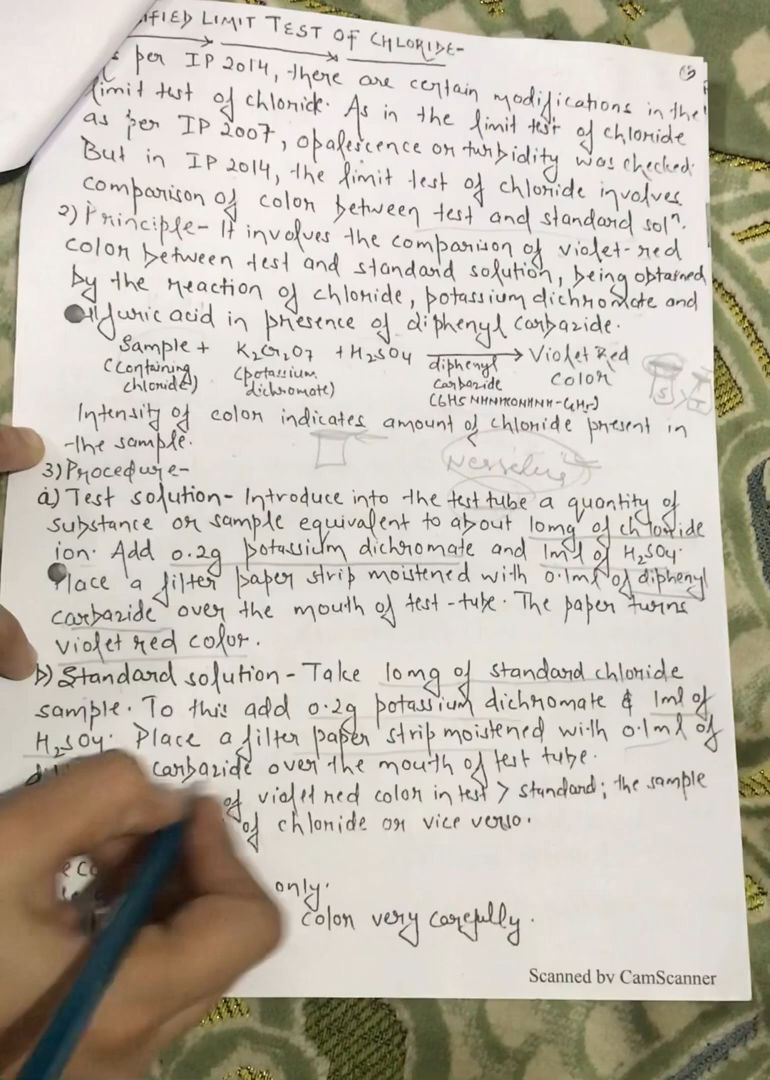 IFIED LIMIT TEST OF CHLORIDE-
per IP 2014, there are certain modifications in the
limit test of chloride. As in the limit test of chloride
as per IP 2007, opalescence or turbidity was checked.
But in IP 2014, the limit test of chloride involves
comparison of color between test and standard solⁿ.
2) Principle- It involves the comparison of violet-red
color between test and standard solution, being obtained
by the reaction of chloride, potassium dichromate and
furic acid in presence of diphenyl carbazide.
Sample + K₂Cr₂O₇ + H₂SO₄ ⟶ Violet Red
(Containing chloride) (potassium dichromate) diphenyl carbazide color
(C₆H₅NHNHCONHNH-C₆H₅)
Intensity of color indicates amount of chloride present in
the sample.
3) Procedure-
a) Test solution- Introduce into the test tube a quantity of
substance or sample equivalent to about 10mg of chloride
ion. Add 0.2g potassium dichromate and 1ml of H₂SO₄.
Place a filter paper strip moistened with 0.1ml of diphenyl
carbazide over the mouth of test-tube. The paper turns
violet red color.
b) Standard solution- Take 10mg of standard chloride
sample. To this add 0.2g potassium dichromate & 1ml of
H₂SO₄. Place a filter paper strip moistened with 0.1ml of
carbazide over the mouth of test tube.
of violet red color in test > standard; the sample
of chloride or vice verso.
only.
color very carefully.
Scanned by CamScanner